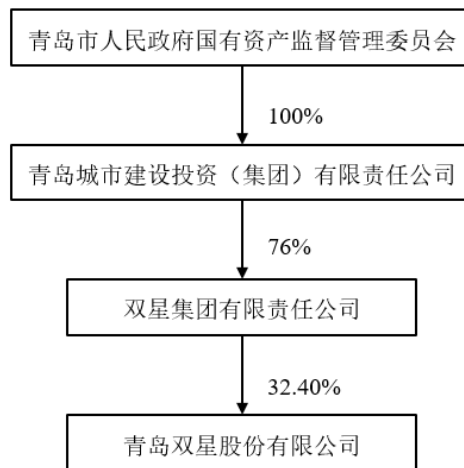 青岛市人民政府国有资产监督管理委员会
100%
青岛城市建设投资（集团）有限责任公司
76%
双星集团有限责任公司
32.40%
青岛双星股份有限公司